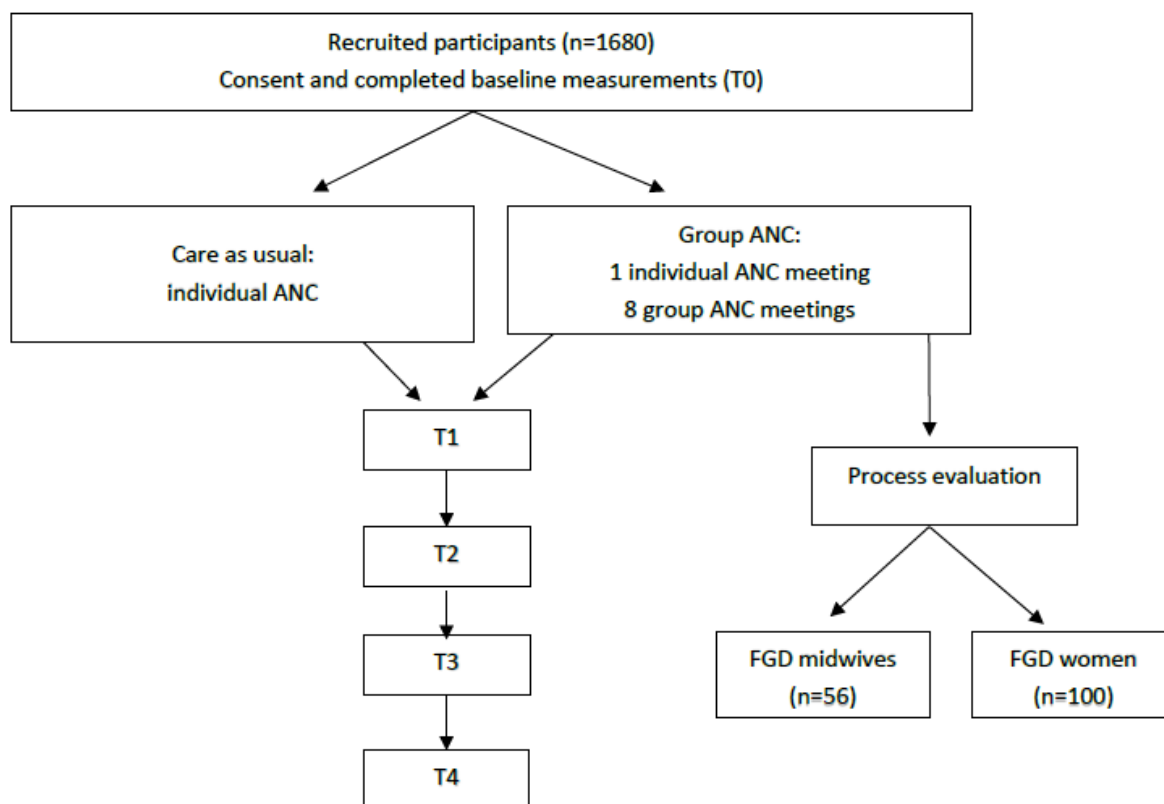 Recruited participants (n=1680)
Consent and completed baseline measurements (T0)
Care as usual:
individual ANC
Group ANC:
1 individual ANC meeting
8 group ANC meetings
T1
T2
T3
T4
Process evaluation
FGD midwives
(n=56)
FGD women
(n=100)